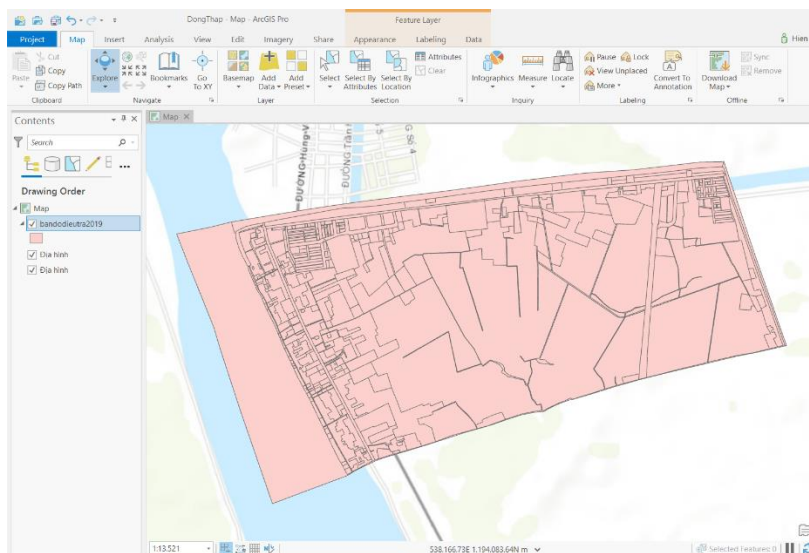 DongThap - Map - ArcGIS Pro
Feature Layer
Project Map Insert Analysis View Edit Imagery Share Appearance Labeling Data
Hien
Paste
Cut
Copy
Copy Path
Clipboard
Explore
Bookmarks
Go To XY
Navigate
Basemap
Add Data
Add Preset
Layer
Select
Select By Attributes
Select By Location
Attributes
Clear
Selection
Infographics
Measure
Locate
Inquiry
Pause
Lock
View Unplaced
More
Convert To Annotation
Labeling
Download Map
Sync
Remove
Offline
Contents
Search
Drawing Order
Map
bandodieutra2019
Địa hình
Địa hình
Map
ĐƯỜNG-Hùng-V
ĐƯỜNG Trần
1:13.521
538.166,73E 1.194.083,64N m
Selected Features: 0